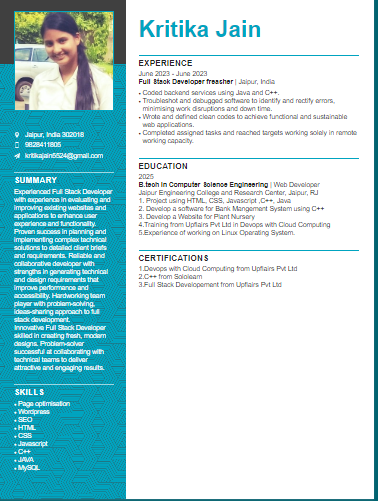 Kritika Jain
Jaipur, India 302018
9828411805
kritikajain5524@gmail.com
SUMMARY
Experienced Full Stack Developer
with experience in evaluating and
improving existing websites and
applications to enhance user
experience and functionality.
Proven success in planning and
implementing complex technical
solutions to detailed client briefs
and requirements. Reliable and
collaborative developer with
strengths in generating technical
and design requirements that
improve performance and
accessibility. Hardworking team
player with problem-solving,
ideas-sharing approach to full
stack development.
Innovative Full Stack Developer
skilled in creating fresh, modern
designs. Problem-solver
successful at collaborating with
technical teams to deliver
attractive and engaging results.
SKILLS
• Page optimisation
• Wordpress
• SEO
• HTML
• CSS
• Javascript
• C++
• JAVA
• MySQL
EXPERIENCE
June 2023 - June 2023
Full Stack Developer freasher | Jaipur, India
• Coded backend services using Java and C++.
• Troubleshot and debugged software to identify and rectify errors,
minimising work disruptions and down time.
• Wrote and defined clean codes to achieve functional and sustainable
web applications.
• Completed assigned tasks and reached targets working solely in remote
working capacity.
EDUCATION
2025
B.tech in Computer Science Engineering | Web Developer
Jaipur Engineering College and Research Center, Jaipur, RJ
1. Project using HTML, CSS, Javascript ,C++, Java
2. Develop a software for Bank Mangement System using C++
3. Develop a Website for Plant Nursery
4.Training from Upflairs Pvt Ltd in Devops with Cloud Computing
5.Experience of working on Linux Operating System.
CERTIFICATIONS
1.Devops with Cloud Computing from Upflairs Pvt Ltd
2.C++ from Sololearn
3.Full Stack Developement from Upflairs Pvt Ltd